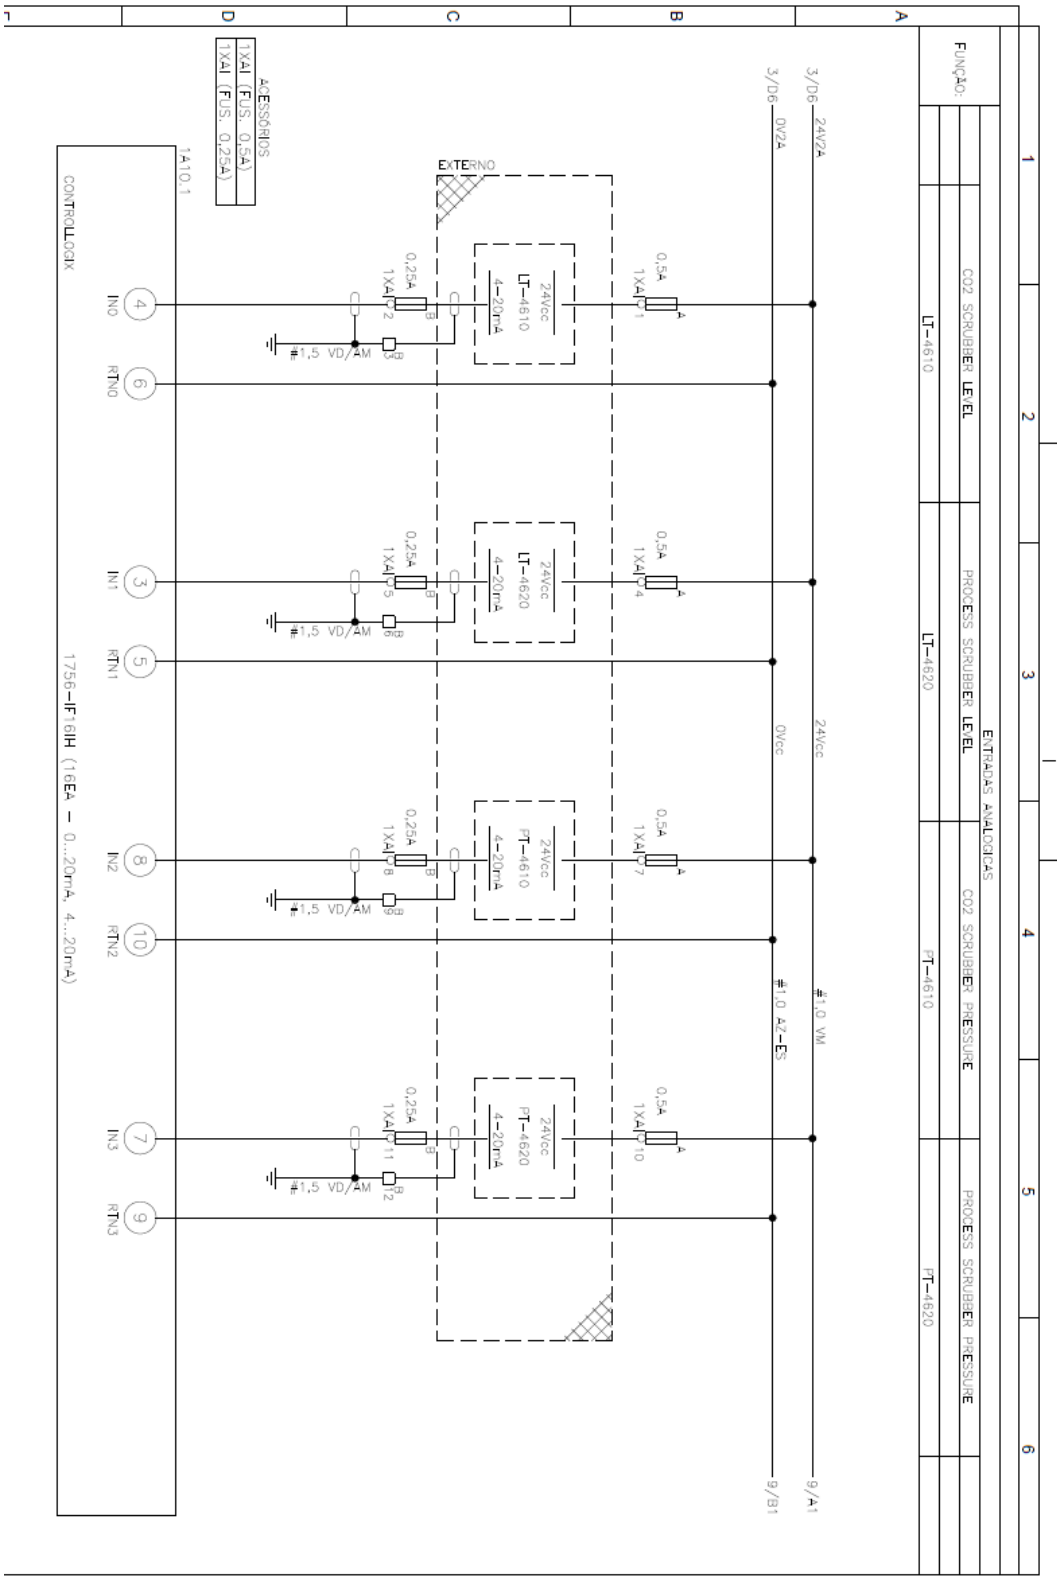 1
2
3
4
5
6
A
B
C
D
FUNÇÃO:
ENTRADAS ANALOGICAS
CO2 SCRUBBER LEVEL
PROCESS SCRUBBER LEVEL
CO2 SCRUBBER PRESSURE
PROCESS SCRUBBER PRESSURE
LT-4610
LT-4620
PT-4610
PT-4620
3/D6
24V2A
24Vcc
#1,0 VM
9/A1
3/D6
0V2A
0Vcc
#1,0 AZ-ES
9/B1
0,5A
A
1XAI
1
0,5A
A
1XAI
4
0,5A
A
1XAI
7
0,5A
A
1XAI
10
EXTERNO
24Vcc
LT-4610
4-20mA
24Vcc
LT-4620
4-20mA
24Vcc
PT-4610
4-20mA
24Vcc
PT-4620
4-20mA
0,25A
B
1XAI
2
B
3
#1,5 VD/AM
0,25A
B
1XAI
5
B
6
#1,5 VD/AM
0,25A
B
1XAI
8
B
9
#1,5 VD/AM
0,25A
B
1XAI
11
B
12
#1,5 VD/AM
ACESSÓRIOS
1XAI (FUS. 0,5A)
1XAI (FUS. 0,25A)
1A10.1
4
6
3
5
8
10
7
9
IN0
RTN0
IN1
RTN1
IN2
RTN2
IN3
RTN3
CONTROLLOGIX
1756-IF16IH (16EA - 0...20mA, 4...20mA)